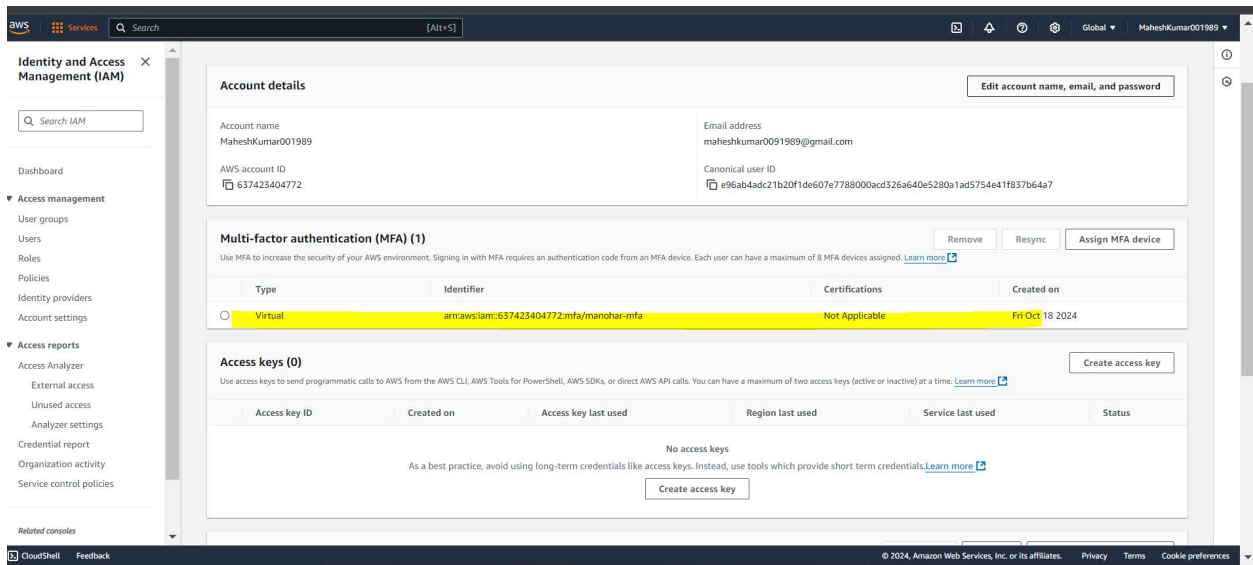 aws
Services
Search
[Alt+S]
Global
MaheshKumar001989
Identity and Access
Management (IAM)
Search IAM
Dashboard
Access management
User groups
Users
Roles
Policies
Identity providers
Account settings
Access reports
Access Analyzer
External access
Unused access
Analyzer settings
Credential report
Organization activity
Service control policies
Related consoles
Account details
Edit account name, email, and password
Account name
MaheshKumar001989
Email address
maheshkumar0091989@gmail.com
AWS account ID
637423404772
Canonical user ID
e96ab4adc21b20f1de607e7788000acd326a640e5280a1ad5754e41f837b64a7
Multi-factor authentication (MFA) (1)
Remove
Resync
Assign MFA device
Use MFA to increase the security of your AWS environment. Signing in with MFA requires an authentication code from an MFA device. Each user can have a maximum of 8 MFA devices assigned. Learn more
Type Identifier Certifications Created on
Virtual arn:aws:iam::637423404772:mfa/manohar-mfa Not Applicable Fri Oct 18 2024
Access keys (0)
Create access key
Use access keys to send programmatic calls to AWS from the AWS CLI, AWS Tools for PowerShell, AWS SDKs, or direct AWS API calls. You can have a maximum of two access keys (active or inactive) at a time. Learn more
Access key ID Created on Access key last used Region last used Service last used Status
No access keys
As a best practice, avoid using long-term credentials like access keys. Instead, use tools which provide short term credentials. Learn more
Create access key
CloudShell Feedback
© 2024, Amazon Web Services, Inc. or its affiliates. Privacy Terms Cookie preferences